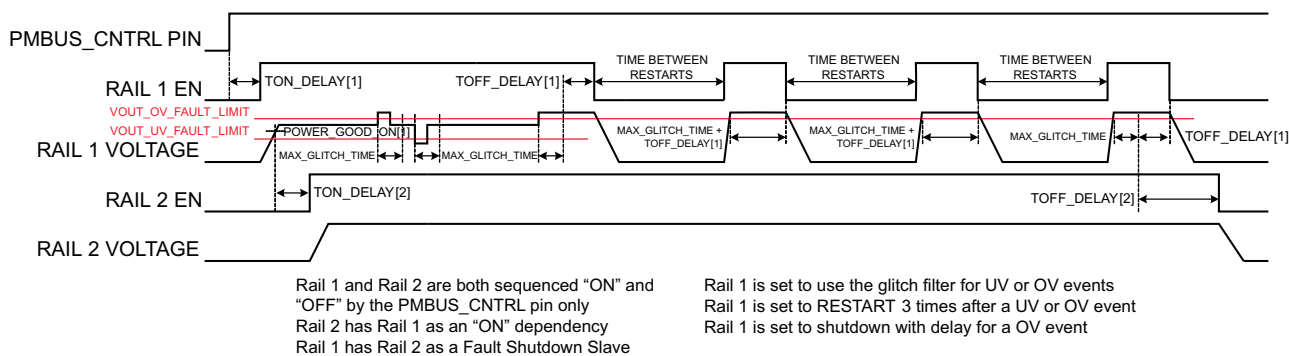 PMBUS_CNTRL PIN
TIME BETWEEN
RESTARTS
TIME BETWEEN
RESTARTS
TIME BETWEEN
RESTARTS
RAIL 1 EN
TON_DELAY[1]
TOFF_DELAY[1]
VOUT_OV_FAULT_LIMIT
VOUT_UV_FAULT_LIMIT
POWER_GOOD_ON[1]
RAIL 1 VOLTAGE
MAX_GLITCH_TIME
MAX_GLITCH_TIME
MAX_GLITCH_TIME +
TOFF_DELAY[1]
MAX_GLITCH_TIME +
TOFF_DELAY[1]
MAX_GLITCH_TIME
TOFF_DELAY[1]
RAIL 2 EN
TON_DELAY[2]
TOFF_DELAY[2]
RAIL 2 VOLTAGE
Rail 1 and Rail 2 are both sequenced “ON” and
“OFF” by the PMBUS_CNTRL pin only
Rail 2 has Rail 1 as an “ON” dependency
Rail 1 has Rail 2 as a Fault Shutdown Slave
Rail 1 is set to use the glitch filter for UV or OV events
Rail 1 is set to RESTART 3 times after a UV or OV event
Rail 1 is set to shutdown with delay for a OV event